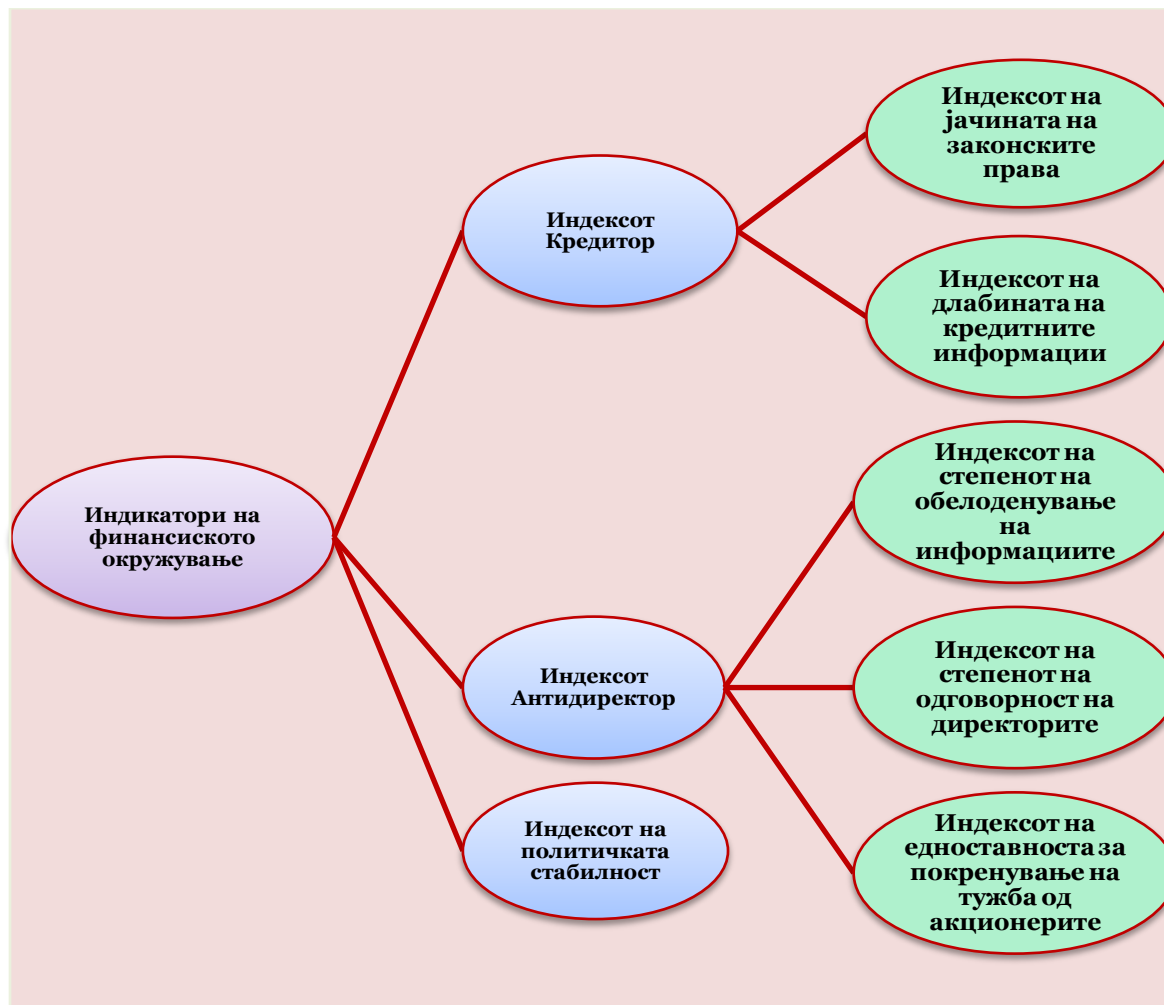 Индикатори на
финансиското
окружување
Индексот
Кредитор
Индексот на
јачината на
законските
права
Индексот на
длабината на
кредитните
информации
Индексот
Антидиректор
Индексот на
степенот на
обелоденување
на
информациите
Индексот на
степенот на
одговорност на
директорите
Индексот на
едноставноста за
покренување на
тужба од
акционерите
Индексот на
политичката
стабилност